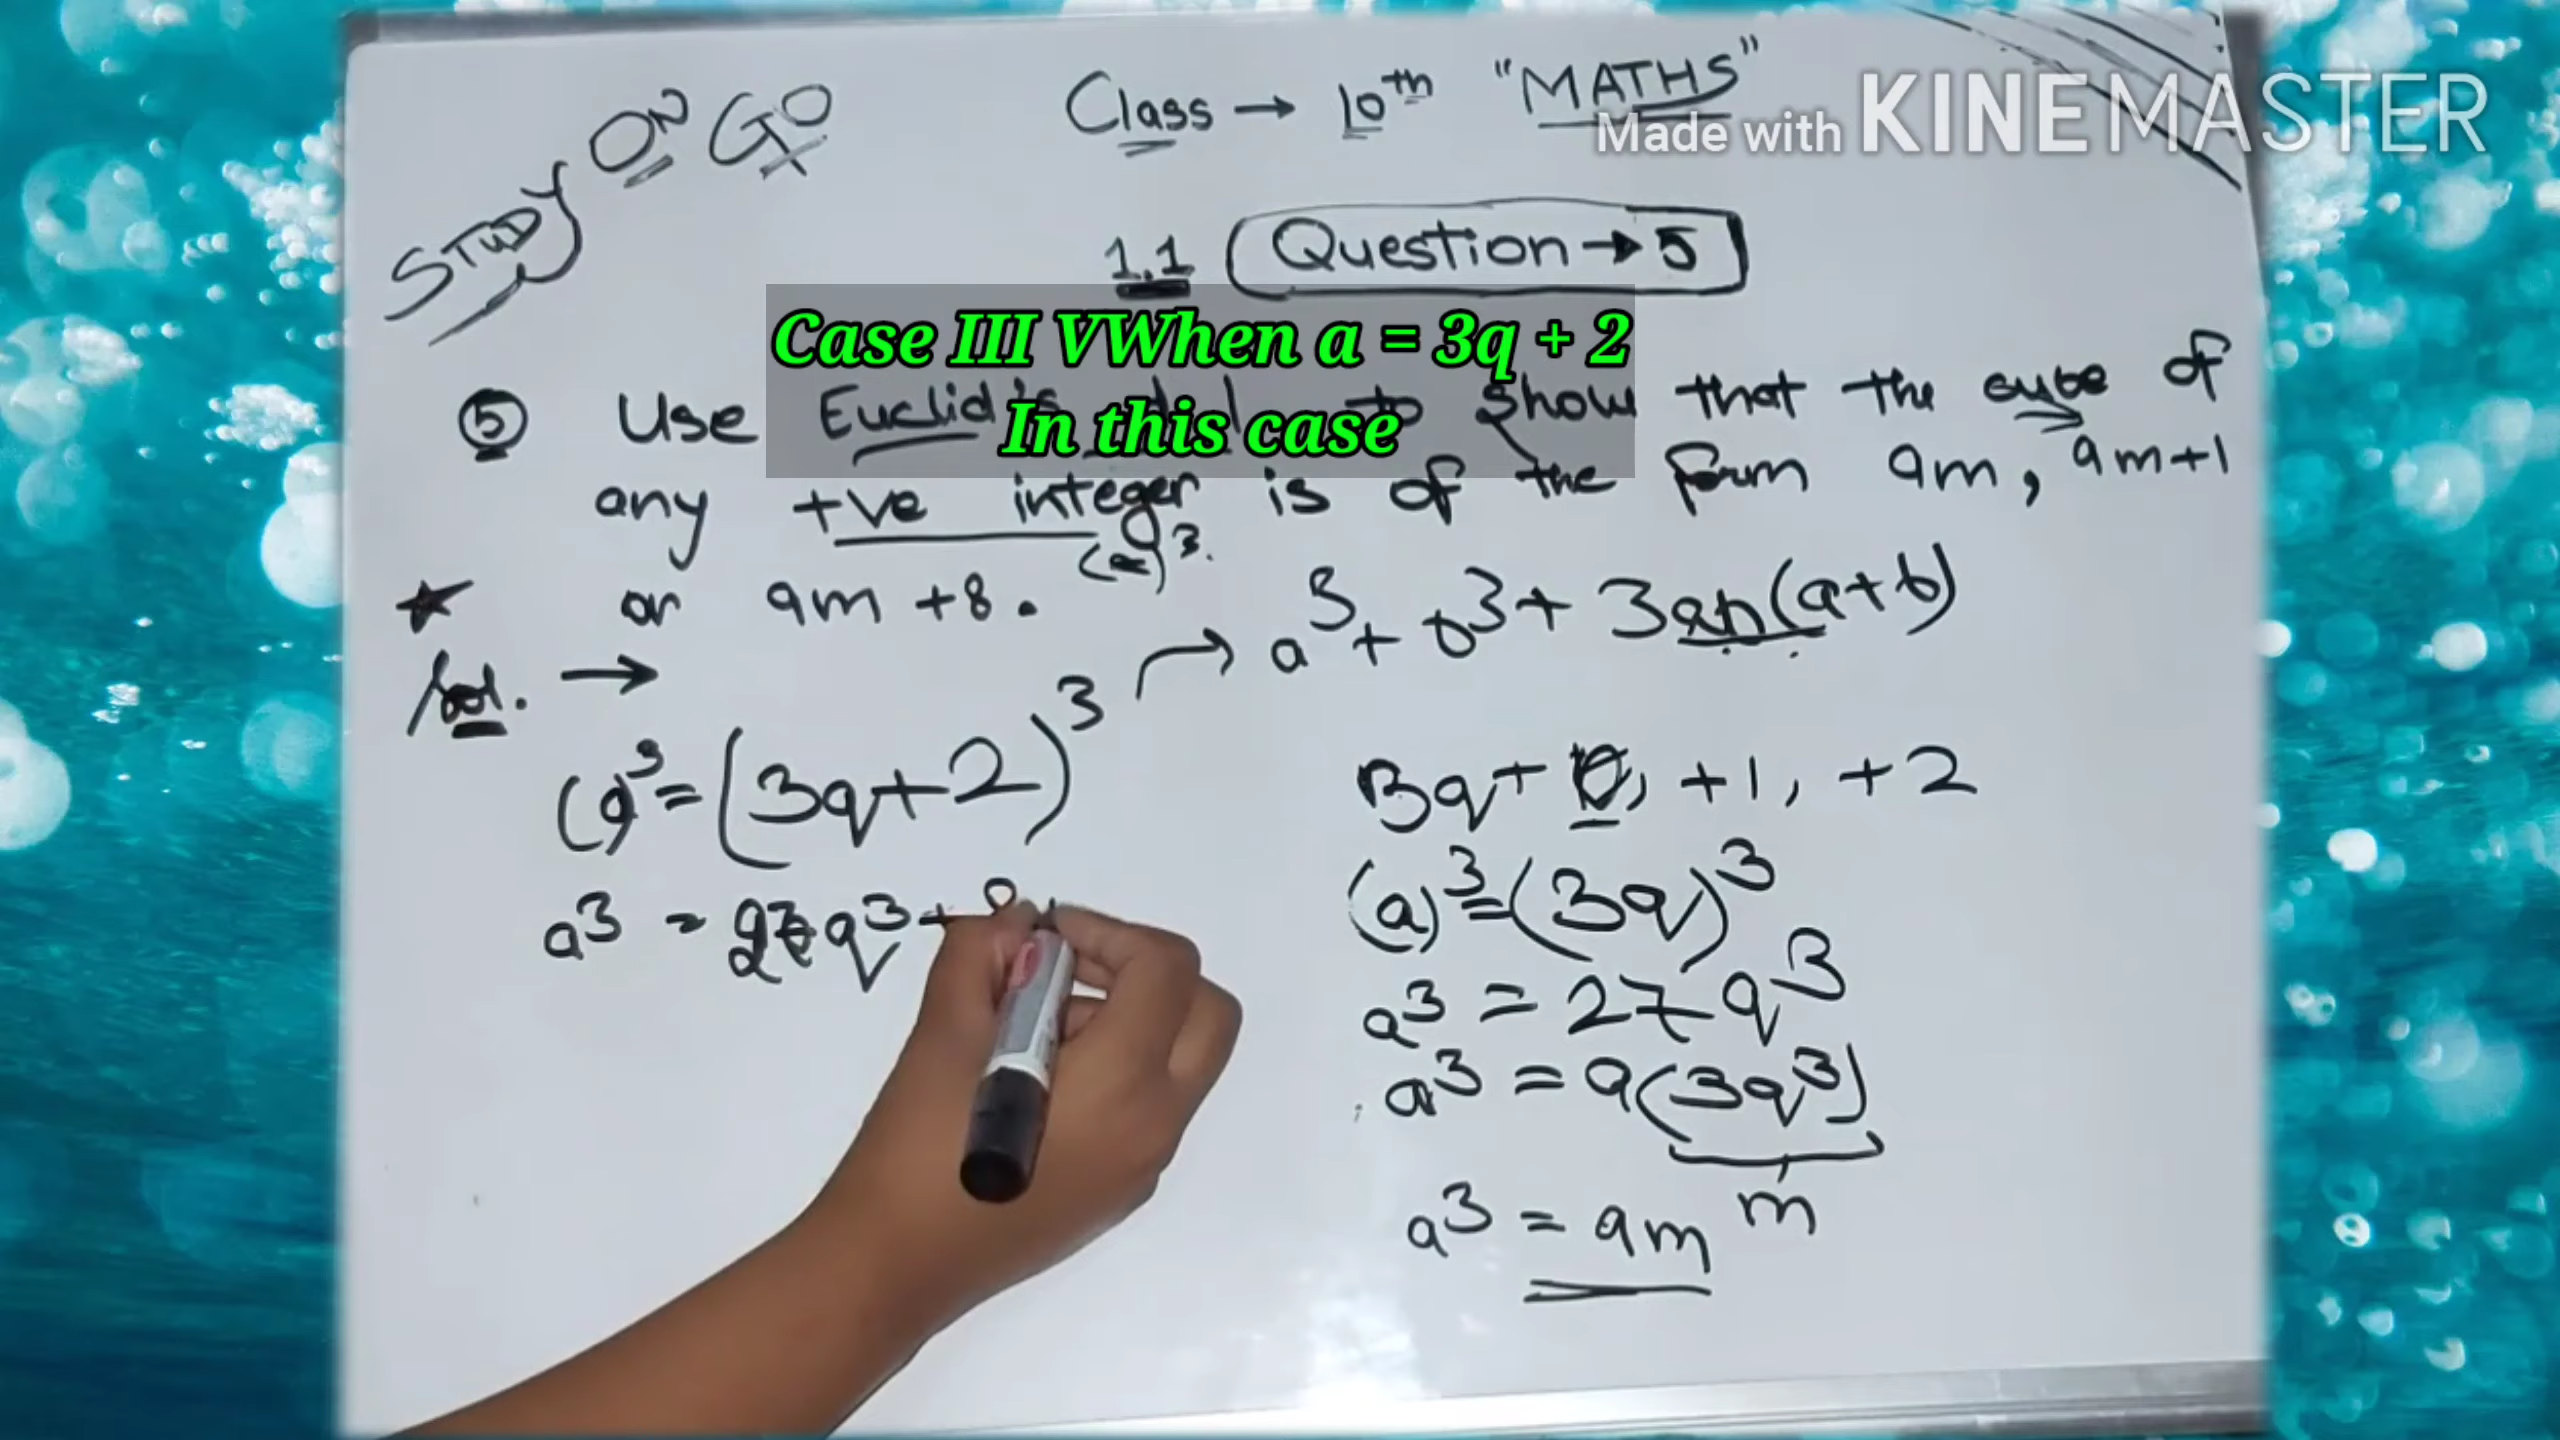 STUDY ON GO
Class → 10th "MATHS"
Made with KINEMASTER
1.1 Question → 5
Case III VWhen a = 3q + 2
In this case
⑤ Use Euclid's to show that the cube of
any +ve integer is of the form 9m, 9m+1
(a)³.
or 9m + 8.
Sol. →
a³ + b³ + 3ab(a+b)
(a)³ = (3q+2)³
a³ = 27q³ + 8
3q + 0, +1, +2
(a)³ = (3q)³
a³ = 27q³
a³ = 9(3q³)
m
a³ = 9m